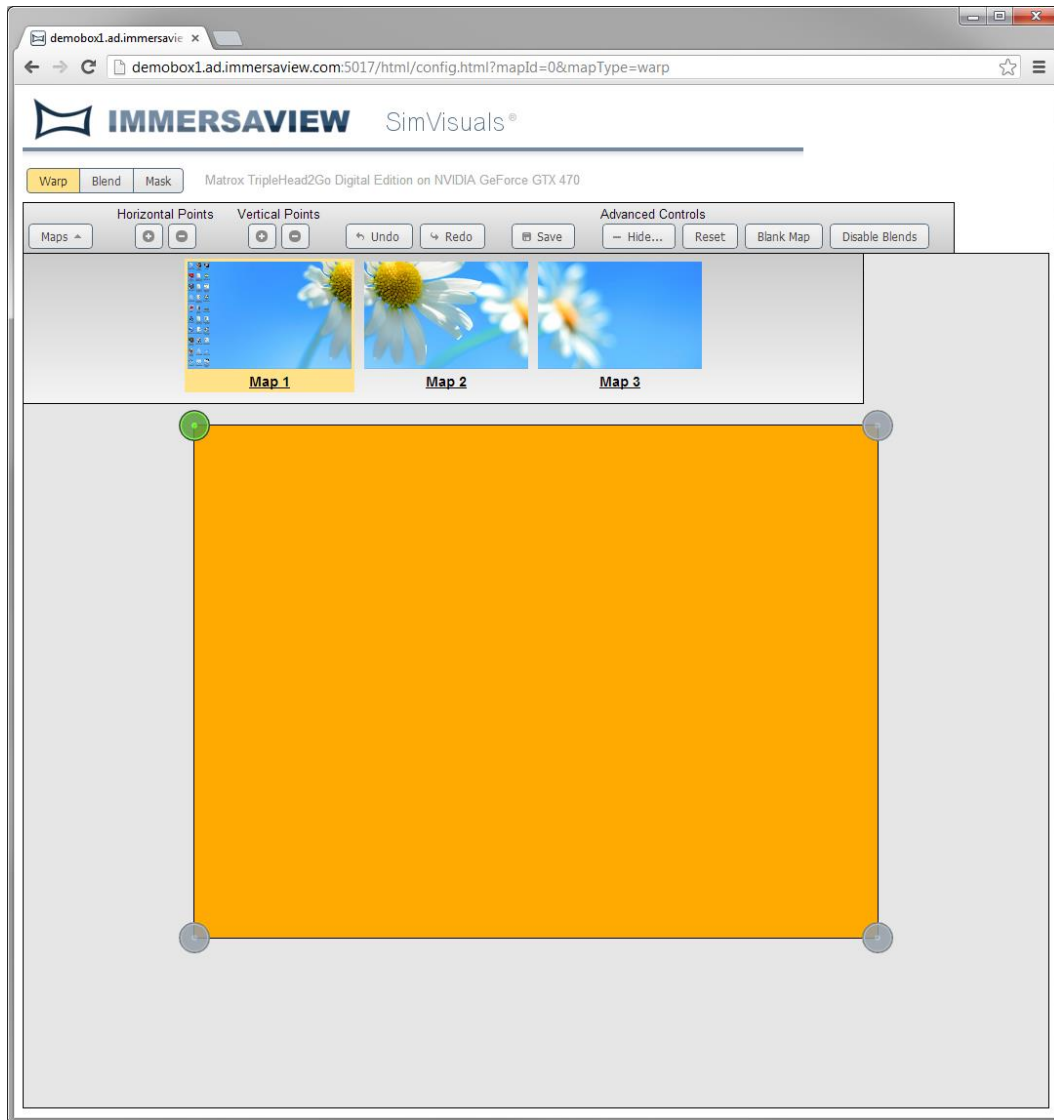 demobox1.ad.immersavie
demobox1.ad.immersaview.com:5017/html/config.html?mapId=0&mapType=warp
IMMERSAVIEW SimVisuals®
Warp Blend Mask Matrox TripleHead2Go Digital Edition on NVIDIA GeForce GTX 470
Horizontal Points Vertical Points Advanced Controls
Maps Undo Redo Save Hide... Reset Blank Map Disable Blends
Map 1 Map 2 Map 3